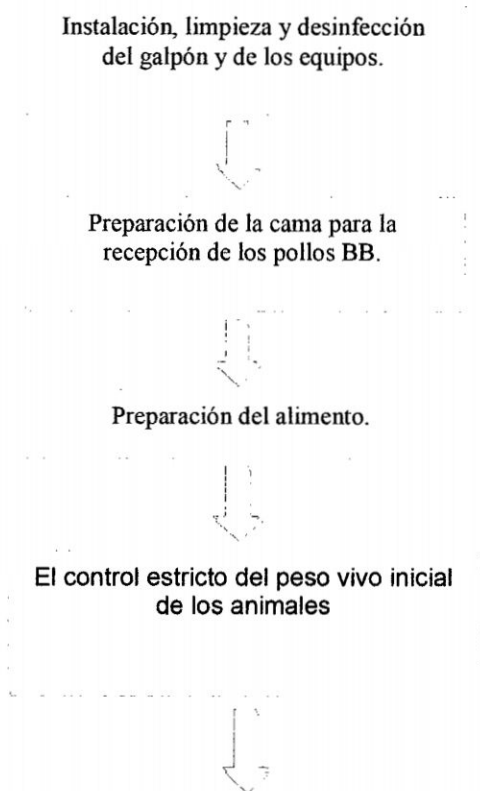 Instalación, limpieza y desinfección
del galpón y de los equipos.
Preparación de la cama para la
recepción de los pollos BB.
Preparación del alimento.
El control estricto del peso vivo inicial
de los animales